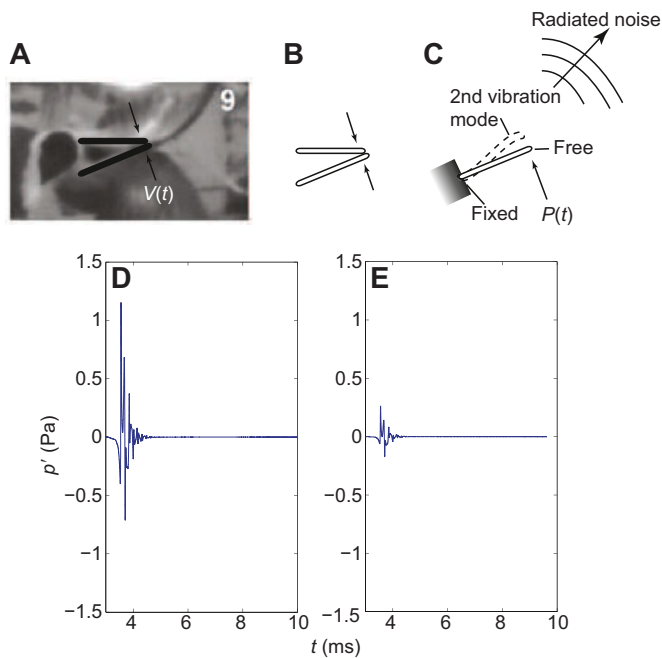 A
B
C
Radiated noise
9
2nd vibration
mode
Free
V(t)
Fixed
P(t)
D
E
1.5
1
0.5
0
−0.5
−1
−1.5
4
6
8
10
1.5
1
0.5
0
−0.5
−1
−1.5
4
6
8
10
p′ (Pa)
t (ms)